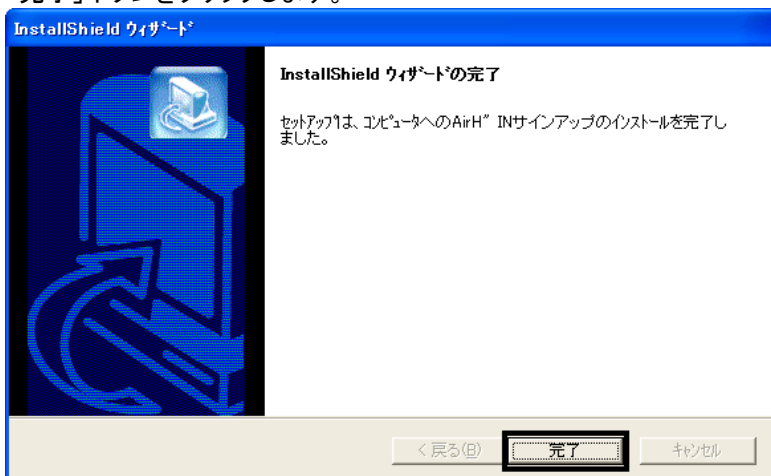 完了」ボタンをクリックします。
InstallShield ウィザード
InstallShield ウィザードの完了
セットアップは、コンピュータへのAirH" INサインアップのインストールを完了し
ました。
< 戻る(B)
完了
キャンセル